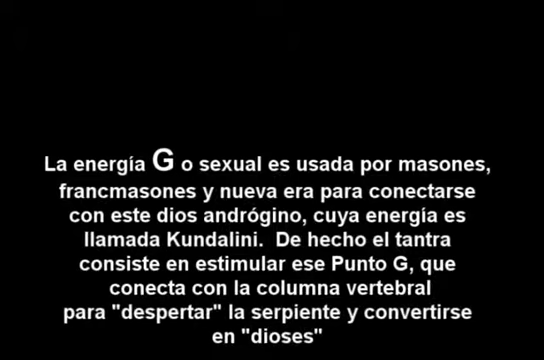 La energía G o sexual es usada por masones,
francmasones y nueva era para conectarse
con este dios andrógino, cuya energía es
llamada Kundalini. De hecho el tantra
consiste en estimular ese Punto G, que
conecta con la columna vertebral
para "despertar" la serpiente y convertirse
en "dioses"